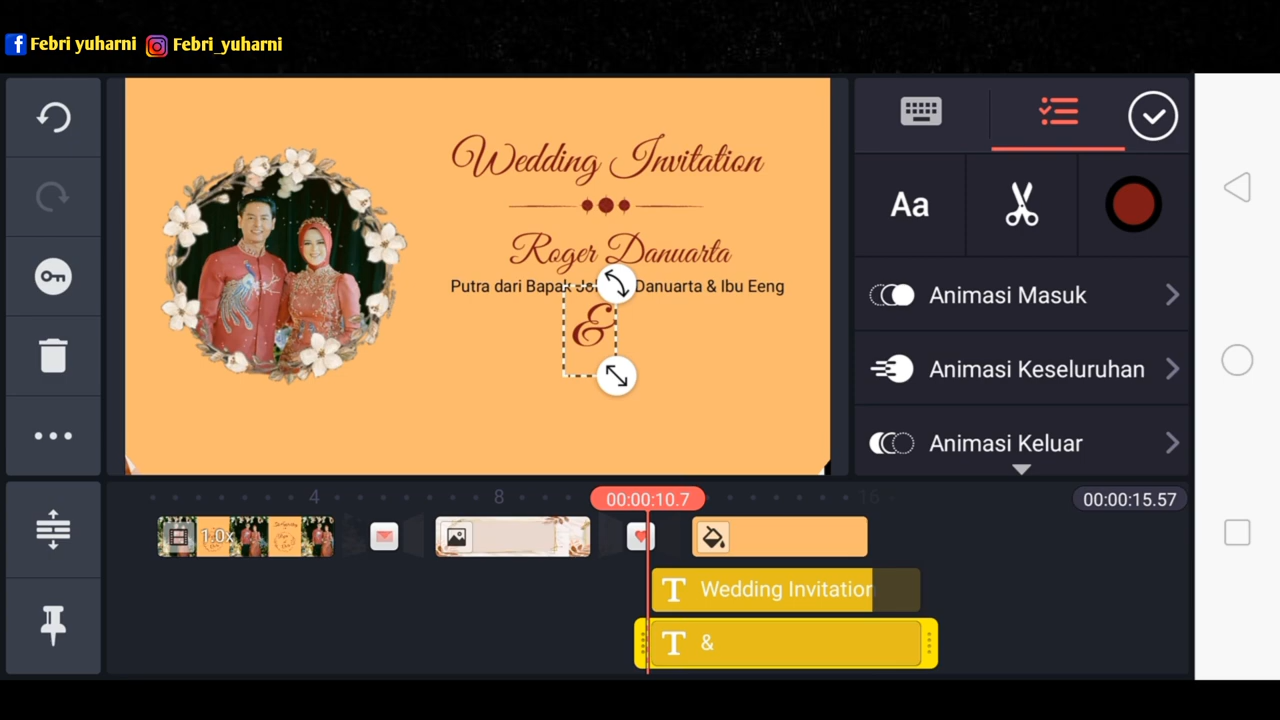 Febri yuharni Febri_yuharni
Wedding Invitation
Roger Danuarta
Putra dari Bapak Danuarta & Ibu Eeng
&
Aa
Animasi Masuk
Animasi Keseluruhan
Animasi Keluar
4 8 00:00:10.7 16 00:00:15.57
1.0x
T Wedding Invitation
T &